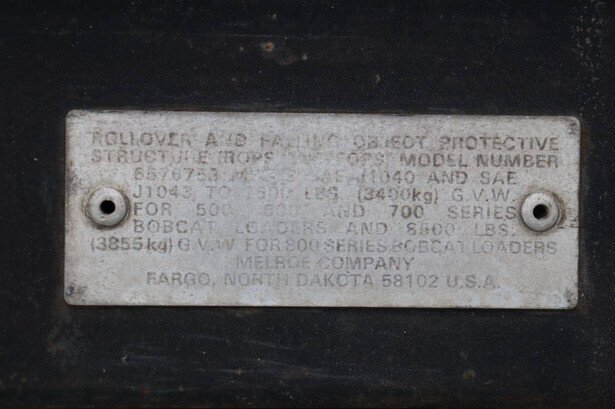 ROLLOVER AND FALLING OBJECT PROTECTIVE
STRUCTURE (ROPS FOPS) MODEL NUMBER
6576753 SAE J1040 AND SAE
J1043 TO LBS. (3400kg) G.V.W.
FOR 500, AND 700 SERIES
BOBCAT LOADERS AND 8500 LBS.
(3855kg) G.V.W. FOR 800 SERIES BOBCAT LOADERS
MELROE COMPANY
FARGO, NORTH DAKOTA 58102 U.S.A.